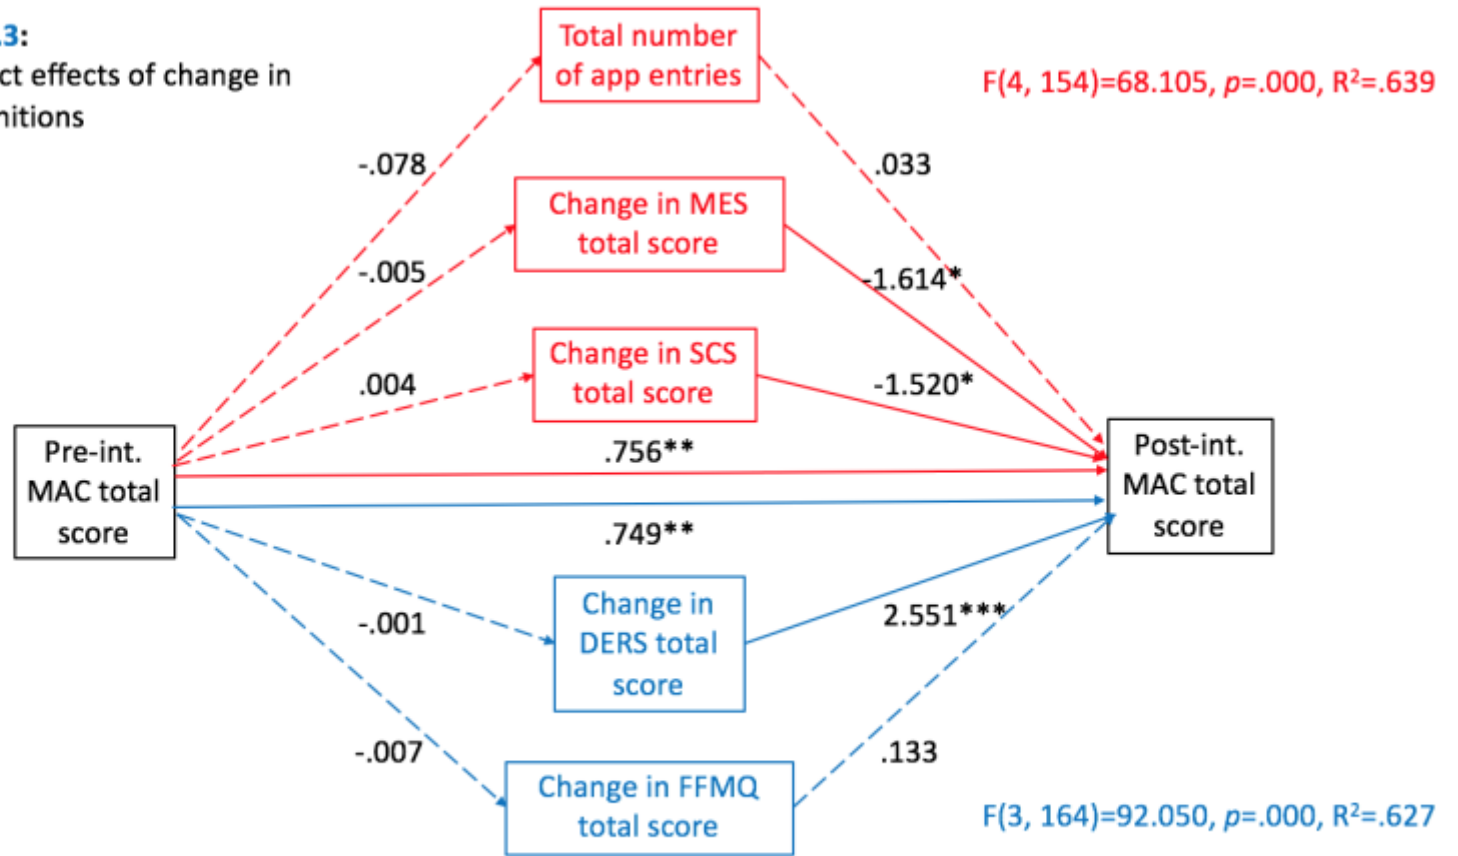 .3:
ct effects of change in
nitions
Total number
of app entries
F(4, 154)=68.105, p=.000, R²=.639
-.078
.033
Change in MES
total score
-.005
-1.614*
Change in SCS
total score
.004
-1.520*
Pre-int.
MAC total
score
.756**
Post-int.
MAC total
score
.749**
Change in
DERS total
score
-.001
2.551***
-.007
.133
Change in FFMQ
total score
F(3, 164)=92.050, p=.000, R²=.627